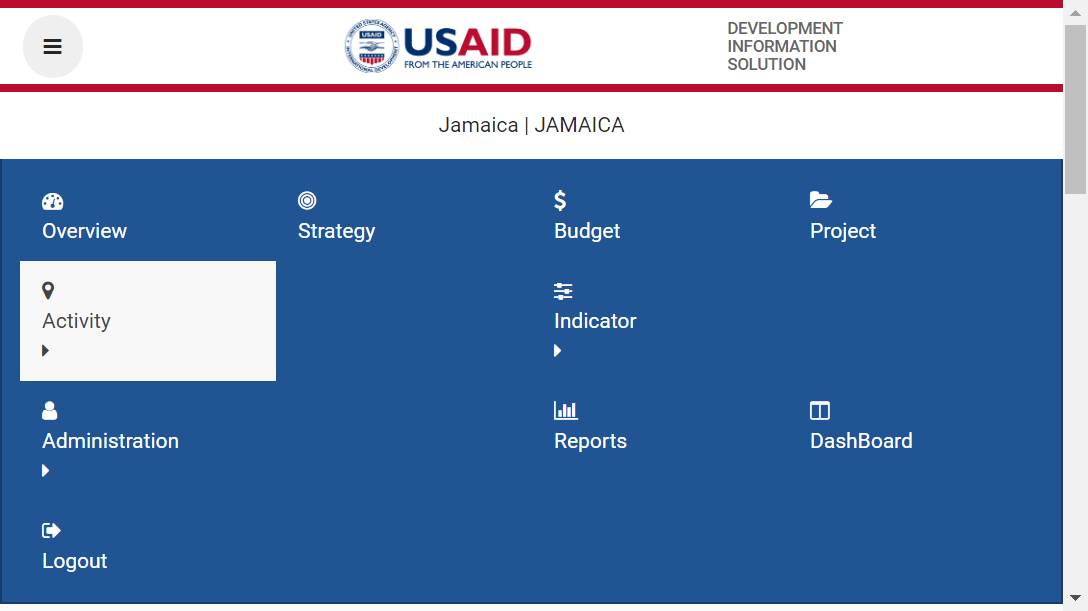 USAID
FROM THE AMERICAN PEOPLE
DEVELOPMENT
INFORMATION
SOLUTION
Jamaica | JAMAICA
Overview
Strategy
Budget
Project
Activity
Indicator
Administration
Reports
DashBoard
Logout